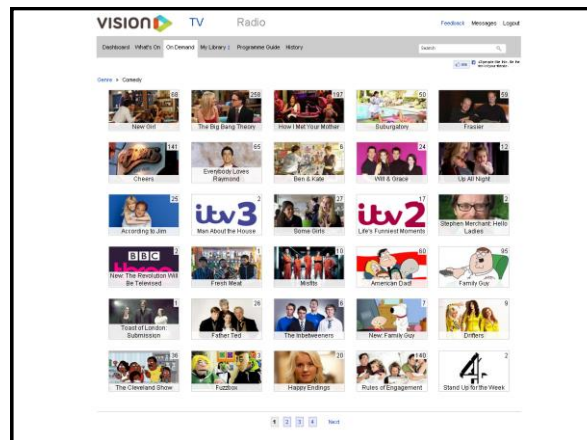 VISION
TV
Radio
Feedback Messages Logout
Dashboard What's On On Demand My Library 2 Programme Guide History
Search
Genre Comedy
68
New Girl
258
The Big Bang Theory
197
How I Met Your Mother
50
Suburgatory
59
Frasier
141
Cheers
65
Everybody Loves
Raymond
6
Ben & Kate
24
Will & Grace
12
Up All Night
25
According to Jim
itv3
2
Man About the House
27
Some Girls
itv2
17
Life's Funniest Moments
2
Stephen Merchant: Hello
Ladies
BBC
three
2
New: The Revolution Will
Be Televised
1
Fresh Meat
10
Misfits
60
American Dad!
95
Family Guy
1
Toast of London:
Submission
26
Father Ted
6
The Inbetweeners
7
New: Family Guy
9
Drifters
36
The Cleveland Show
3
Fuzzbox
20
Happy Endings
140
Rules of Engagement
4
2
Stand Up for the Week
1 2 3 4 Next